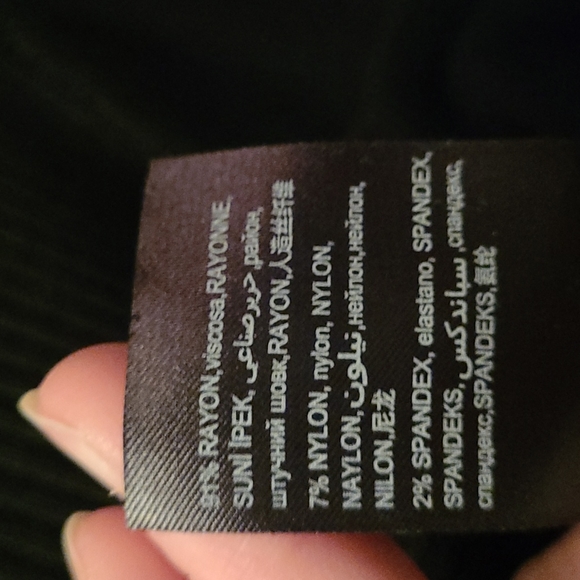 91% RAYON,viscosa,RAYONNE,
SUNİ İPEK, حرير صناعي ,район,
штучний шовк,RAYON,人造丝纤维
7% NYLON, nylon, NYLON,
NAYLON,نيلون,нейлон,нейлон,
NILON,尼龙
2% SPANDEX, elastano, SPANDEX,
SPANDEKS, سباندكس ,спандекс,
спандекс,SPANDEKS,氨纶